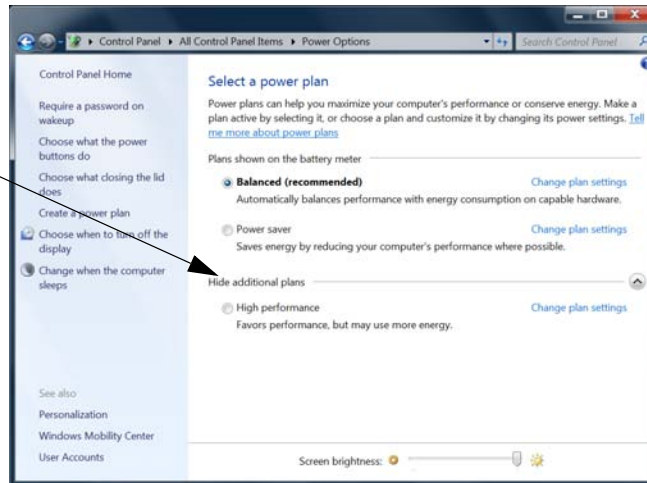 Control Panel ▸ All Control Panel Items ▸ Power Options
Search Control Panel
Control Panel Home
Require a password on
wakeup
Choose what the power
buttons do
Choose what closing the lid
does
Create a power plan
Choose when to turn off the
display
Change when the computer
sleeps
See also
Personalization
Windows Mobility Center
User Accounts
Select a power plan
Power plans can help you maximize your computer's performance or conserve energy. Make a
plan active by selecting it, or choose a plan and customize it by changing its power settings. Tell
me more about power plans
Plans shown on the battery meter
Balanced (recommended) Change plan settings
Automatically balances performance with energy consumption on capable hardware.
Power saver Change plan settings
Saves energy by reducing your computer's performance where possible.
Hide additional plans
High performance Change plan settings
Favors performance, but may use more energy.
Screen brightness: